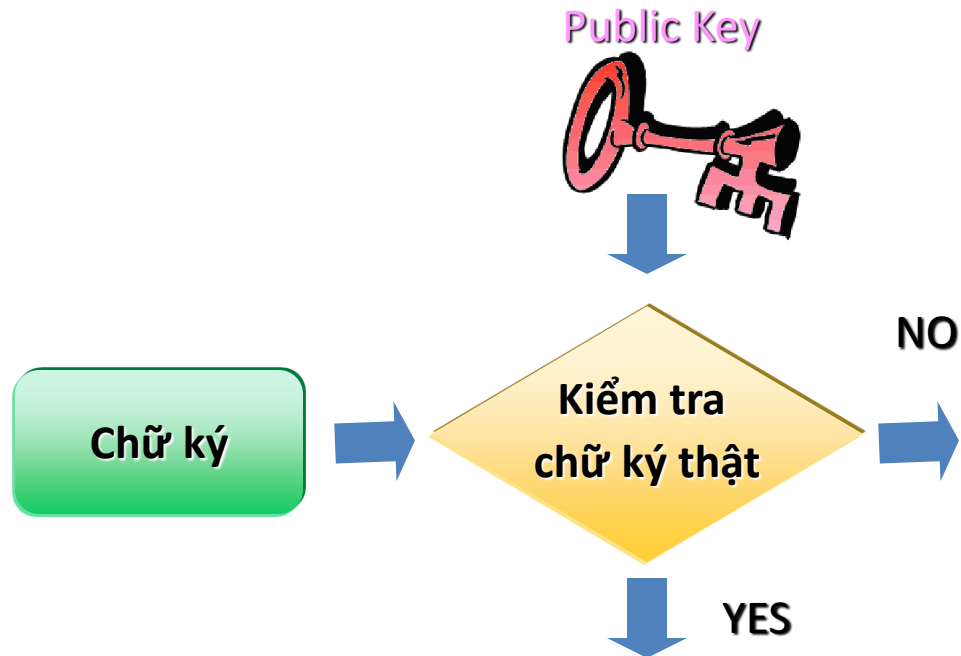 Public Key
NO
Chữ ký
Kiểm tra
chữ ký thật
YES